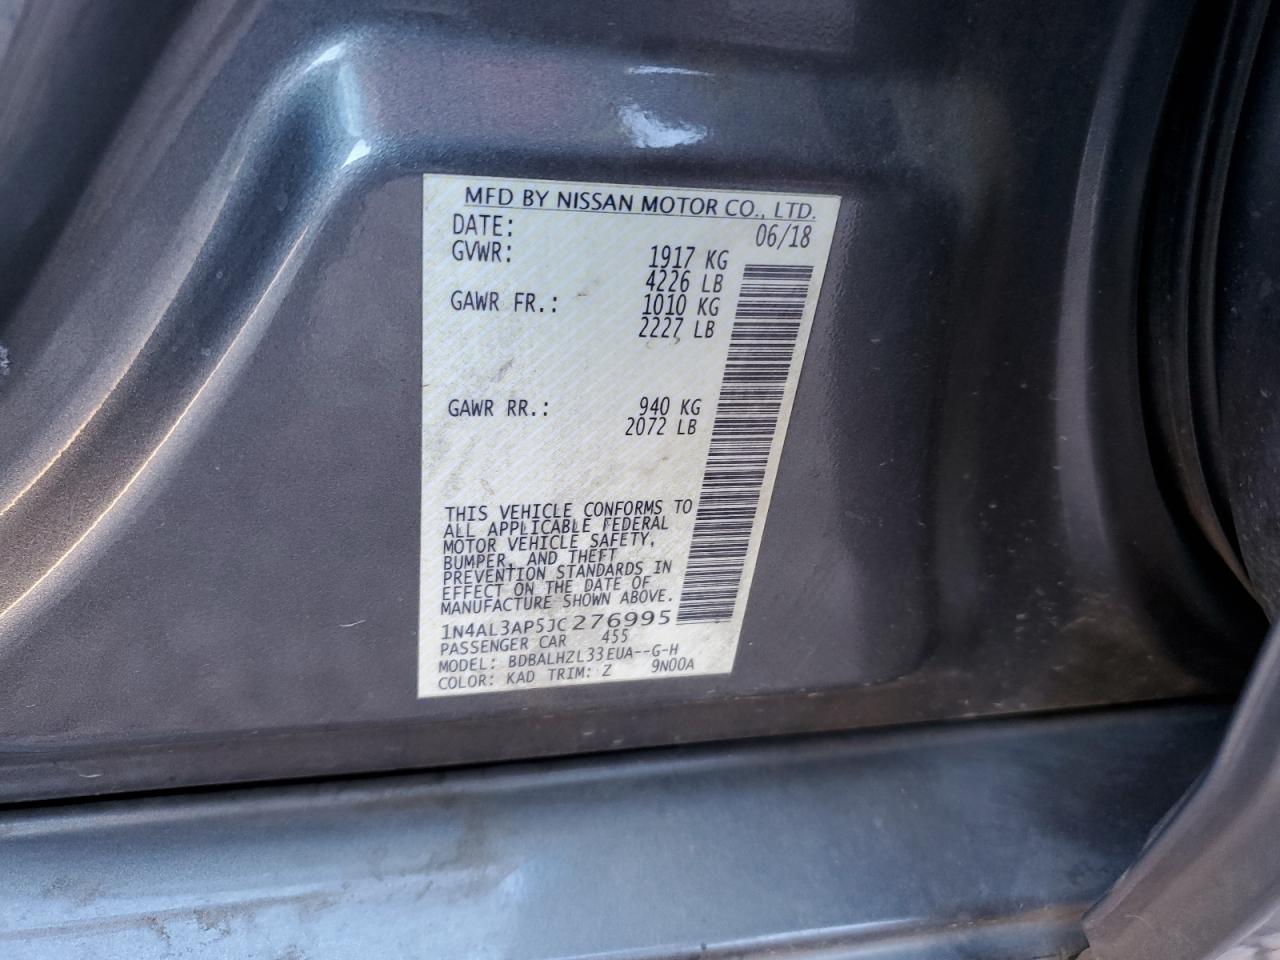 MFD BY NISSAN MOTOR CO., LTD.
DATE: 06/18
GVWR: 1917 KG
4226 LB
GAWR FR.: 1010 KG
2227 LB
GAWR RR.: 940 KG
2072 LB
THIS VEHICLE CONFORMS TO
ALL APPLICABLE FEDERAL
MOTOR VEHICLE SAFETY,
BUMPER, AND THEFT
PREVENTION STANDARDS IN
EFFECT ON THE DATE OF
MANUFACTURE SHOWN ABOVE.
1N4AL3AP5JC276995
PASSENGER CAR 455
MODEL: BDBALHZL33EUA--G-H
COLOR: KAD TRIM: Z 9N00A